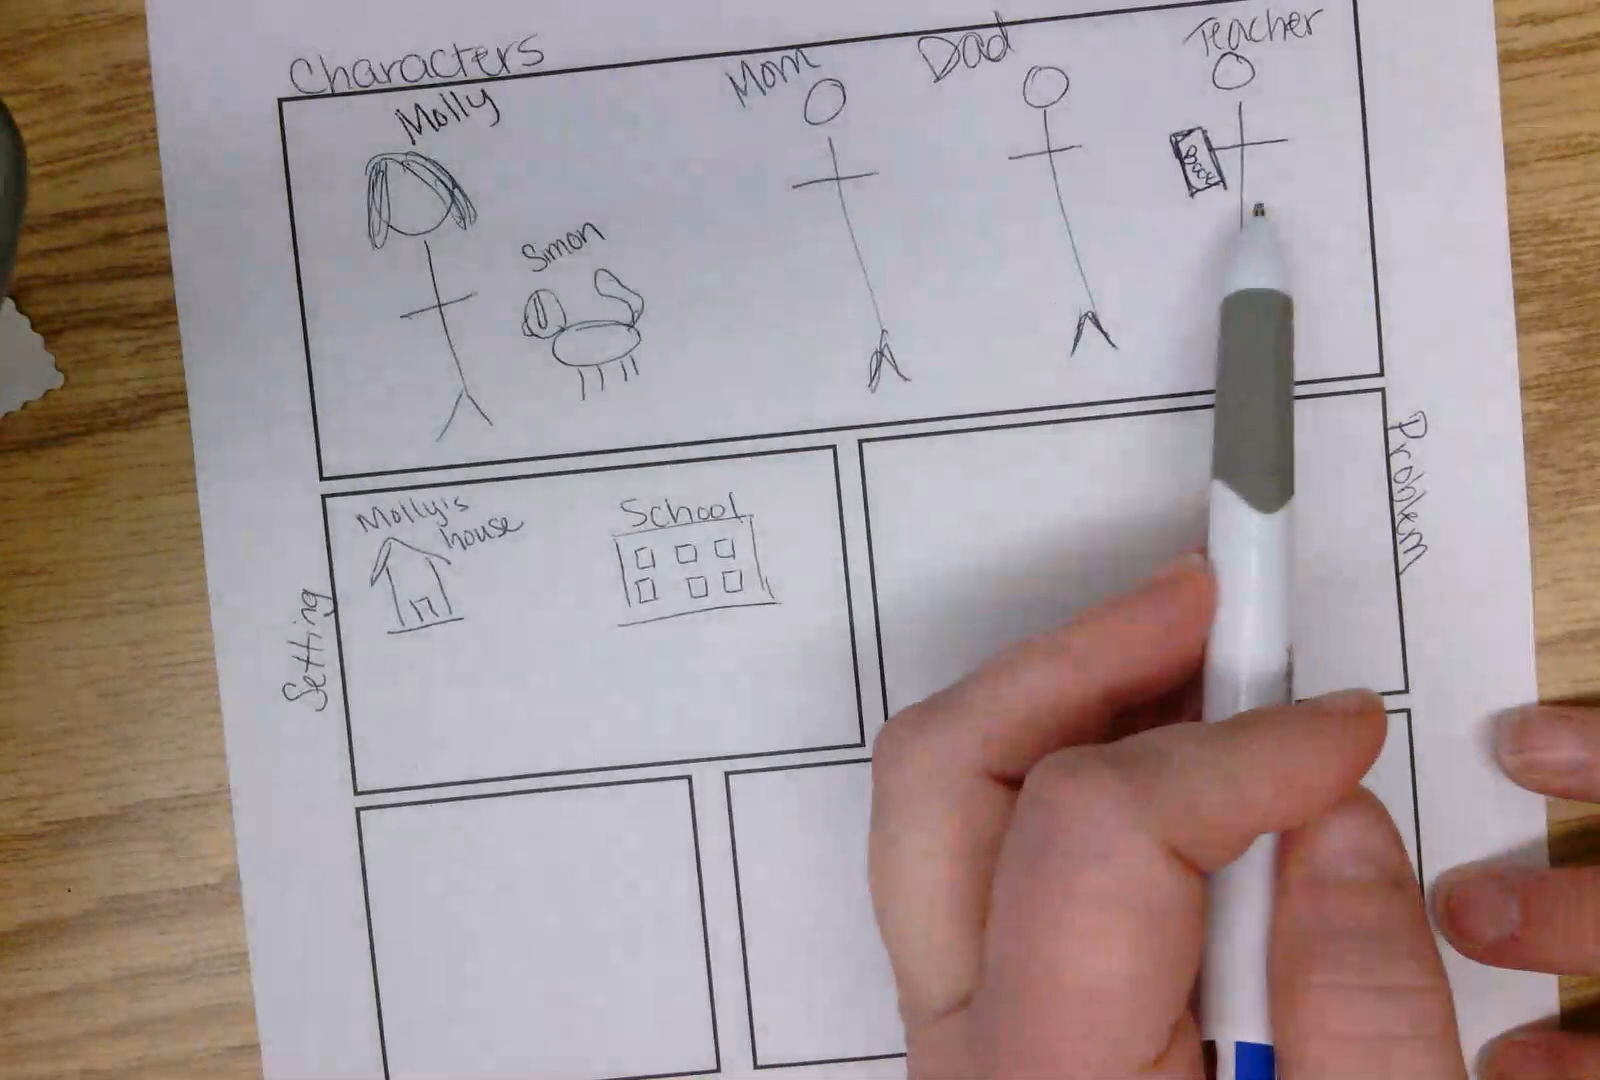 Characters
Molly
Mom
Dad
Teacher
Simon
Molly's
house
School
Setting
Problem